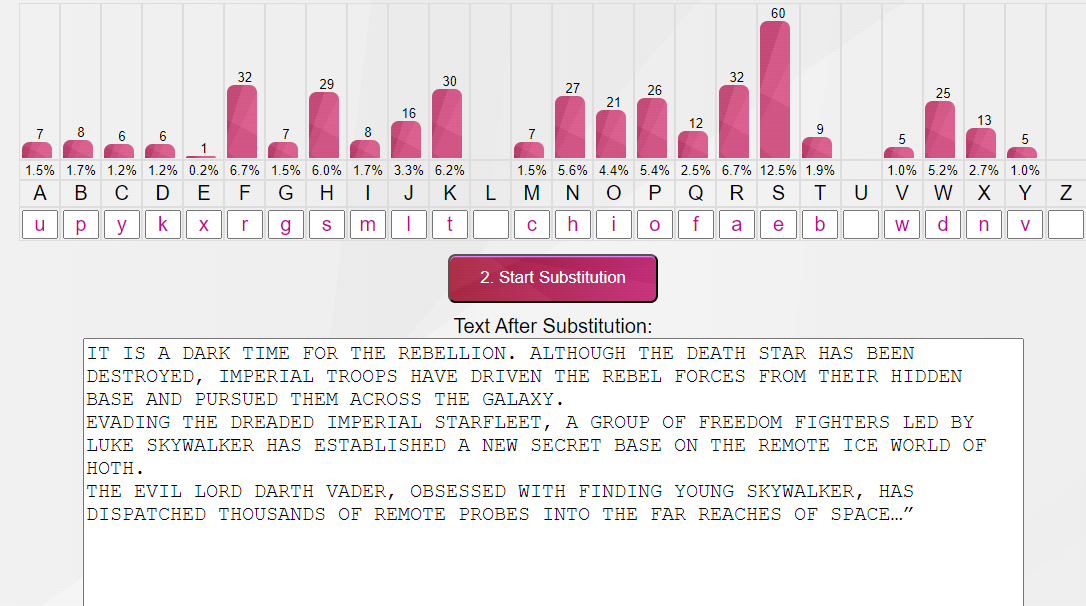 60
32 29 30 27 21 26 32 25
7 8 6 6 1 7 8 16 7 12 9 5 13 5
1.5% 1.7% 1.2% 1.2% 0.2% 6.7% 1.5% 6.0% 1.7% 3.3% 6.2% 1.5% 5.6% 4.4% 5.4% 2.5% 6.7% 12.5% 1.9% 1.0% 5.2% 2.7% 1.0%
A B C D E F G H I J K L M N O P Q R S T U V W X Y Z
u p y k x r g s m l t c h i o f a e b w d n v
2. Start Substitution
Text After Substitution:
IT IS A DARK TIME FOR THE REBELLION. ALTHOUGH THE DEATH STAR HAS BEEN
DESTROYED, IMPERIAL TROOPS HAVE DRIVEN THE REBEL FORCES FROM THEIR HIDDEN
BASE AND PURSUED THEM ACROSS THE GALAXY.
EVADING THE DREADED IMPERIAL STARFLEET, A GROUP OF FREEDOM FIGHTERS LED BY
LUKE SKYWALKER HAS ESTABLISHED A NEW SECRET BASE ON THE REMOTE ICE WORLD OF
HOTH.
THE EVIL LORD DARTH VADER, OBSESSED WITH FINDING YOUNG SKYWALKER, HAS
DISPATCHED THOUSANDS OF REMOTE PROBES INTO THE FAR REACHES OF SPACE…”